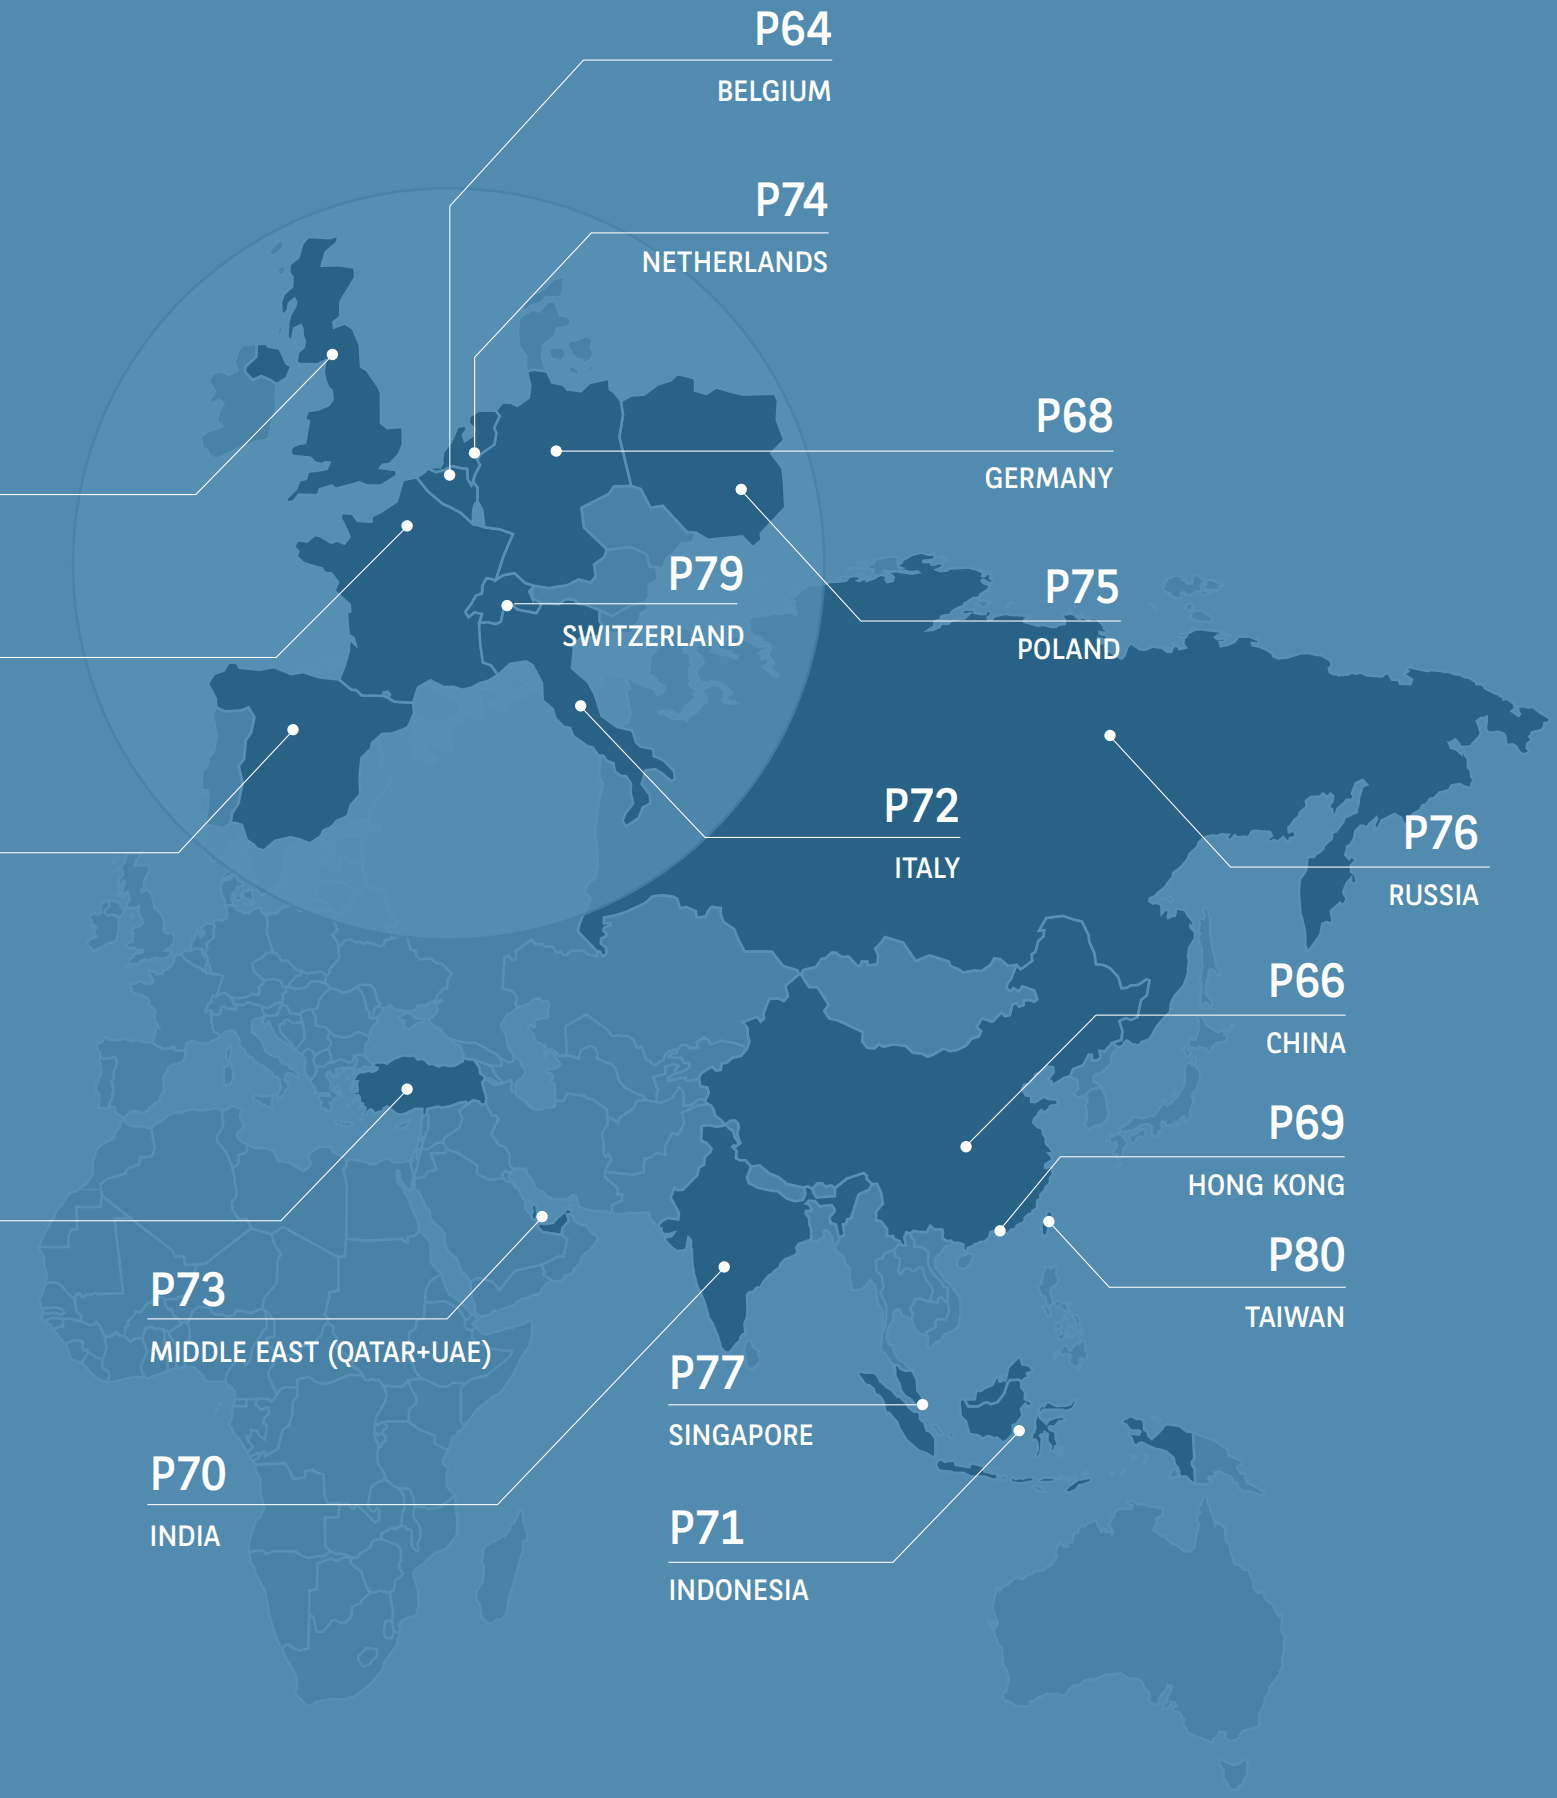 P64
BELGIUM
P74
NETHERLANDS
P68
GERMANY
P79
SWITZERLAND
P75
POLAND
P72
ITALY
P76
RUSSIA
P66
CHINA
P69
HONG KONG
P80
TAIWAN
P73
MIDDLE EAST (QATAR+UAE)
P77
SINGAPORE
P70
INDIA
P71
INDONESIA